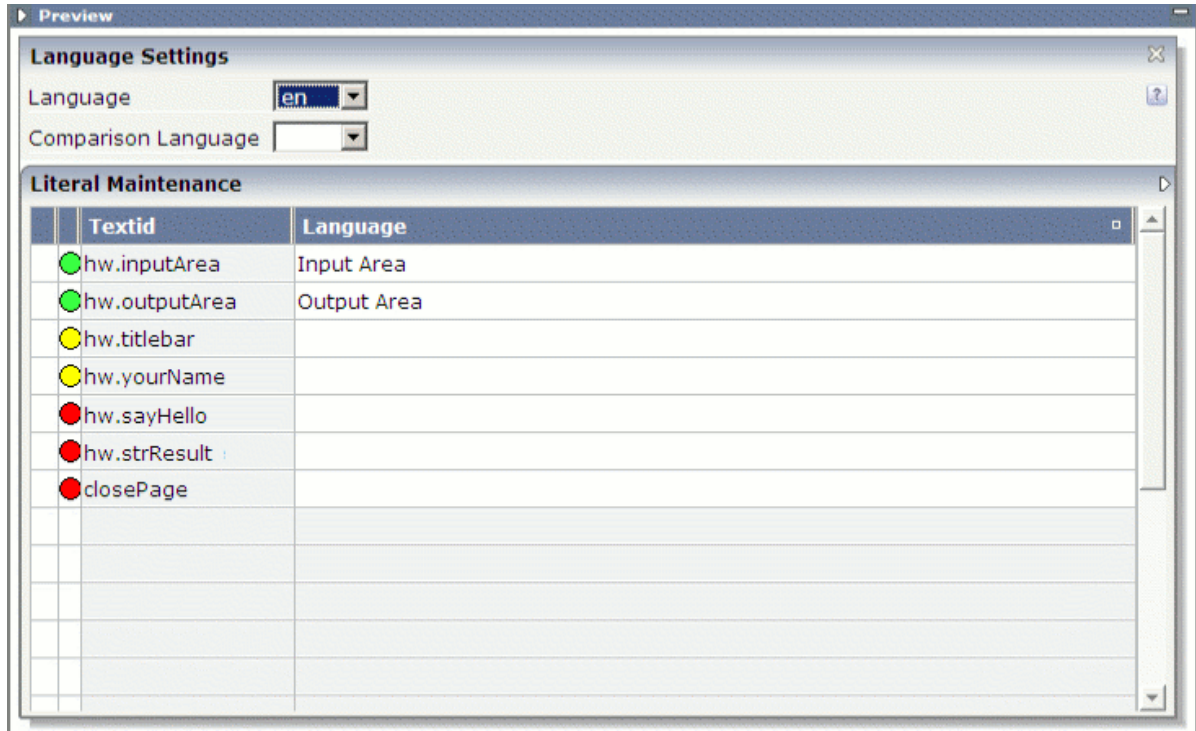 Preview
Language Settings
Language en
Comparison Language
?
Literal Maintenance
Textid Language
hw.inputArea Input Area
hw.outputArea Output Area
hw.titlebar
hw.yourName
hw.sayHello
hw.strResult
closePage